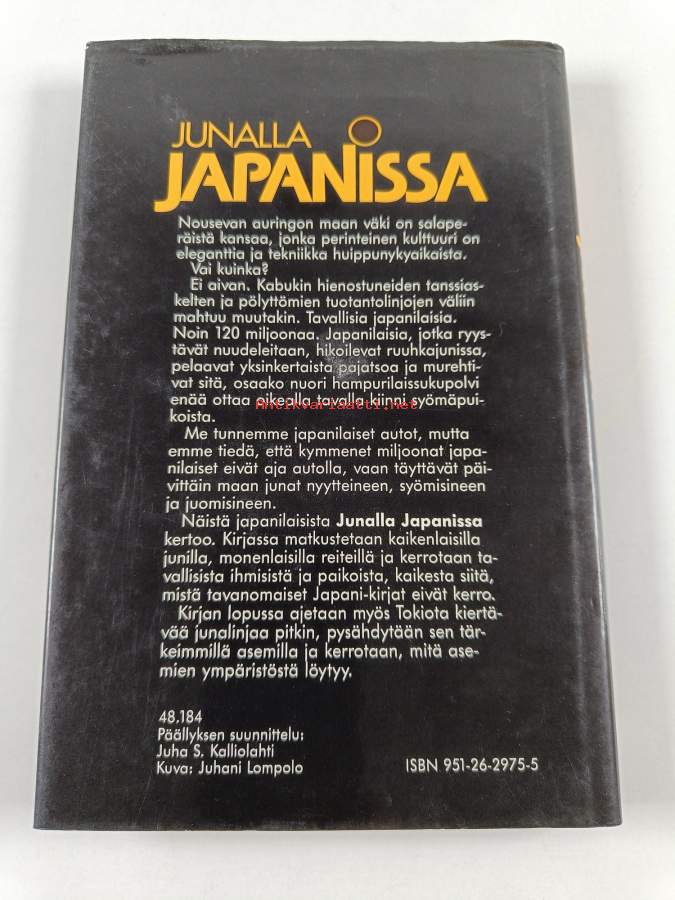 JUNALLA
JAPANISSA
Nousevan auringon maan väki on salape-
räistä kansaa, jonka perinteinen kulttuuri on
eleganttia ja tekniikka huippunykyaikaista.
Vai kuinka?
Ei aivan. Kabukin hienostuneiden tanssias-
kelten ja pölyttömien tuotantolinjojen väliin
mahtuu muutakin. Tavallisia japanilaisia.
Noin 120 miljoonaa. Japanilaisia, jotka ryys-
tävät nuudeleitaan, hikoilevat ruuhkajunissa,
pelaavat yksinkertaista pajatsoa ja murehti-
vat sitä, osaako nuori hampurilaissukupolvi
enää ottaa oikealla tavalla kiinni syömäpui-
Antikvariaatti.net
koista.
Me tunnemme japanilaiset autot, mutta
emme tiedä, että kymmenet miljoonat japa-
nilaiset eivät aja autolla, vaan täyttävät päi-
vittäin maan junat nyytteineen, syömisineen
ja juomisineen.
Näistä japanilaisista Junalla Japanissa
kertoo. Kirjassa matkustetaan kaikenlaisilla
junilla, monenlaisilla reiteillä ja kerrotaan ta-
vallisista ihmisistä ja paikoista, kaikesta siitä,
mistä tavanomaiset Japani-kirjat eivät kerro.
Kirjan lopussa ajetaan myös Tokiota kiertä-
vää junalinjaa pitkin, pysähdytään sen tär-
keimmillä asemilla ja kerrotaan, mitä ase-
mien ympäristöstä löytyy.
48.184
Päällyksen suunnittelu:
Juha S. Kalliolahti
Kuva: Juhani Lompolo
ISBN 951-26-2975-5